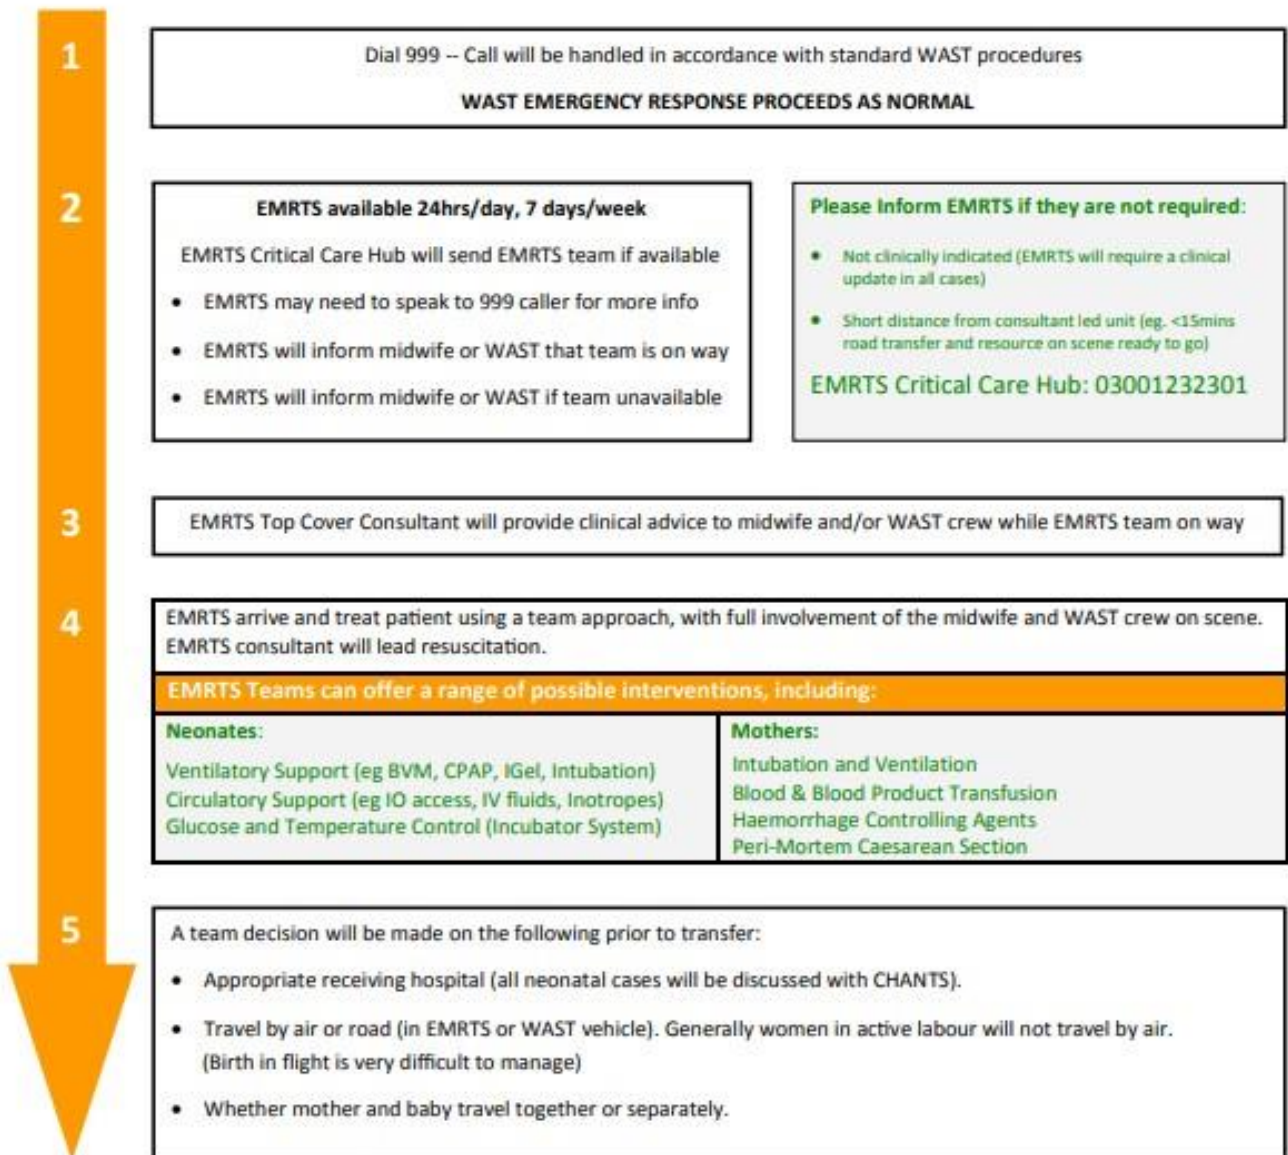 1
Dial 999 -- Call will be handled in accordance with standard WAST procedures
WAST EMERGENCY RESPONSE PROCEEDS AS NORMAL
2
EMRTS available 24hrs/day, 7 days/week
EMRTS Critical Care Hub will send EMRTS team if available
• EMRTS may need to speak to 999 caller for more info
• EMRTS will inform midwife or WAST that team is on way
• EMRTS will inform midwife or WAST if team unavailable
Please Inform EMRTS if they are not required:
• Not clinically indicated (EMRTS will require a clinical
update in all cases)
• Short distance from consultant led unit (eg. <15mins
road transfer and resource on scene ready to go)
EMRTS Critical Care Hub: 03001232301
3
EMRTS Top Cover Consultant will provide clinical advice to midwife and/or WAST crew while EMRTS team on way
4
EMRTS arrive and treat patient using a team approach, with full involvement of the midwife and WAST crew on scene.
EMRTS consultant will lead resuscitation.
EMRTS Teams can offer a range of possible interventions, including:
Neonates:
Ventilatory Support (eg BVM, CPAP, IGel, Intubation)
Circulatory Support (eg IO access, IV fluids, Inotropes)
Glucose and Temperature Control (Incubator System)
Mothers:
Intubation and Ventilation
Blood & Blood Product Transfusion
Haemorrhage Controlling Agents
Peri-Mortem Caesarean Section
5
A team decision will be made on the following prior to transfer:
• Appropriate receiving hospital (all neonatal cases will be discussed with CHANTS).
• Travel by air or road (in EMRTS or WAST vehicle). Generally women in active labour will not travel by air.
(Birth in flight is very difficult to manage)
• Whether mother and baby travel together or separately.